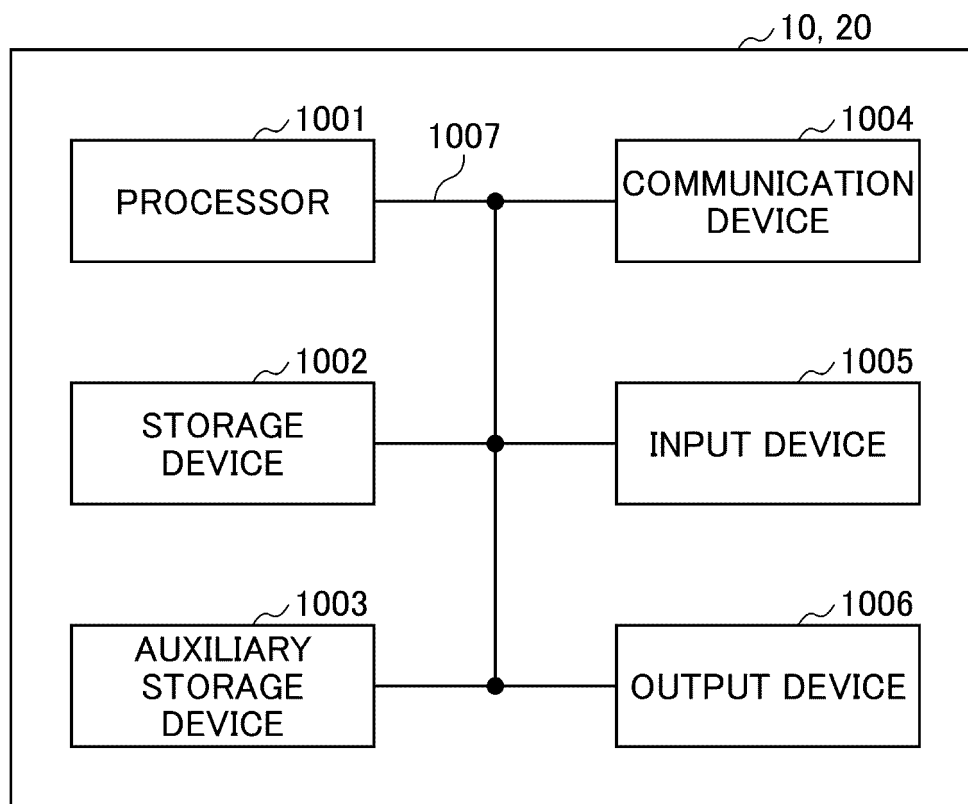 10, 20
1001
PROCESSOR
1007
1004
COMMUNICATION
DEVICE
1002
STORAGE
DEVICE
1005
INPUT DEVICE
1003
AUXILIARY
STORAGE
DEVICE
1006
OUTPUT DEVICE